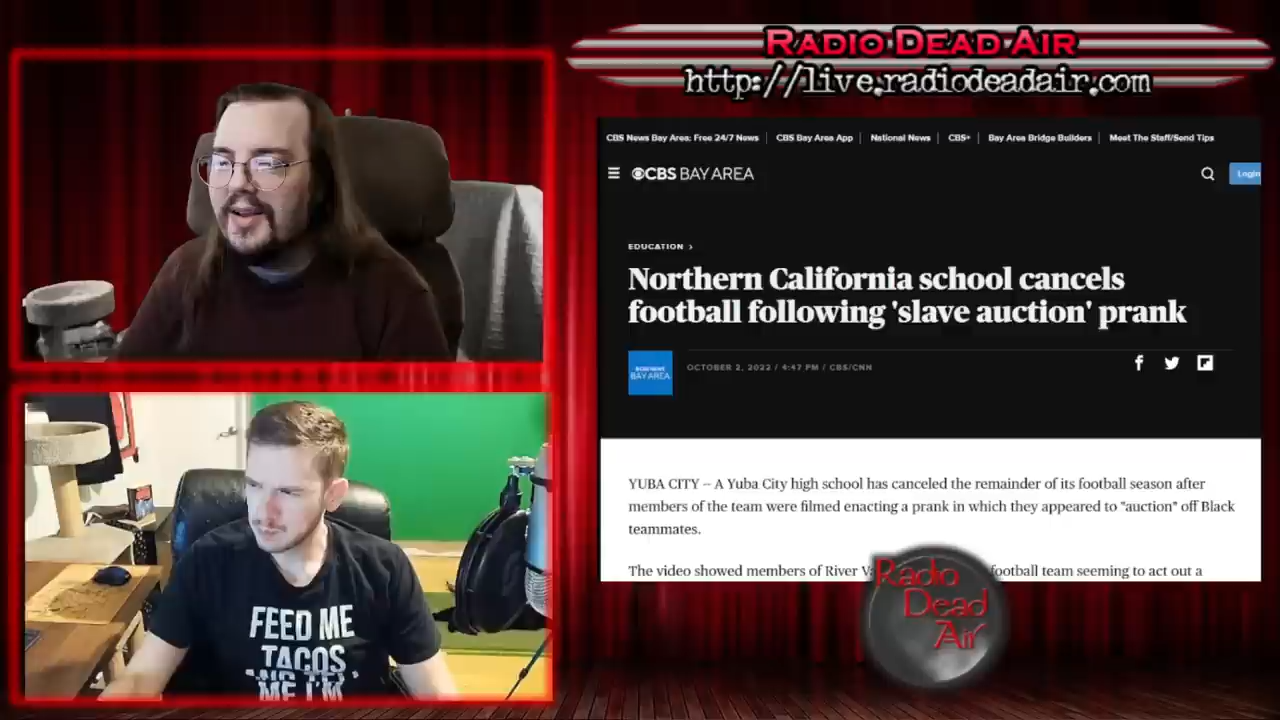 Radio Dead Air
http://live.radiodeadair.com
CBS News Bay Area: Free 24/7 News
CBS Bay Area App
National News
CBS+
Bay Area Bridge Builders
Meet The Staff/Send Tips
CBS BAY AREA
Login
EDUCATION >
Northern California school cancels
football following 'slave auction' prank
BAY AREA
OCTOBER 2, 2022 / 4:47 PM / CBS/CNN
YUBA CITY – A Yuba City high school has canceled the remainder of its football season after
members of the team were filmed enacting a prank in which they appeared to "auction" off Black
teammates.
The video showed members of River football team seeming to act out a
Radio
Dead
Air
FEED ME
TACOS
ME I'M